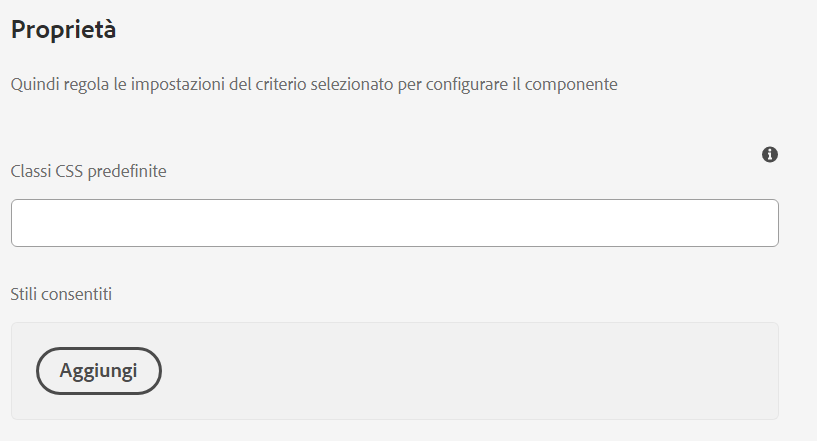 Proprietà
Quindi regola le impostazioni del criterio selezionato per configurare il componente
Classi CSS predefinite
Stili consentiti
Aggiungi